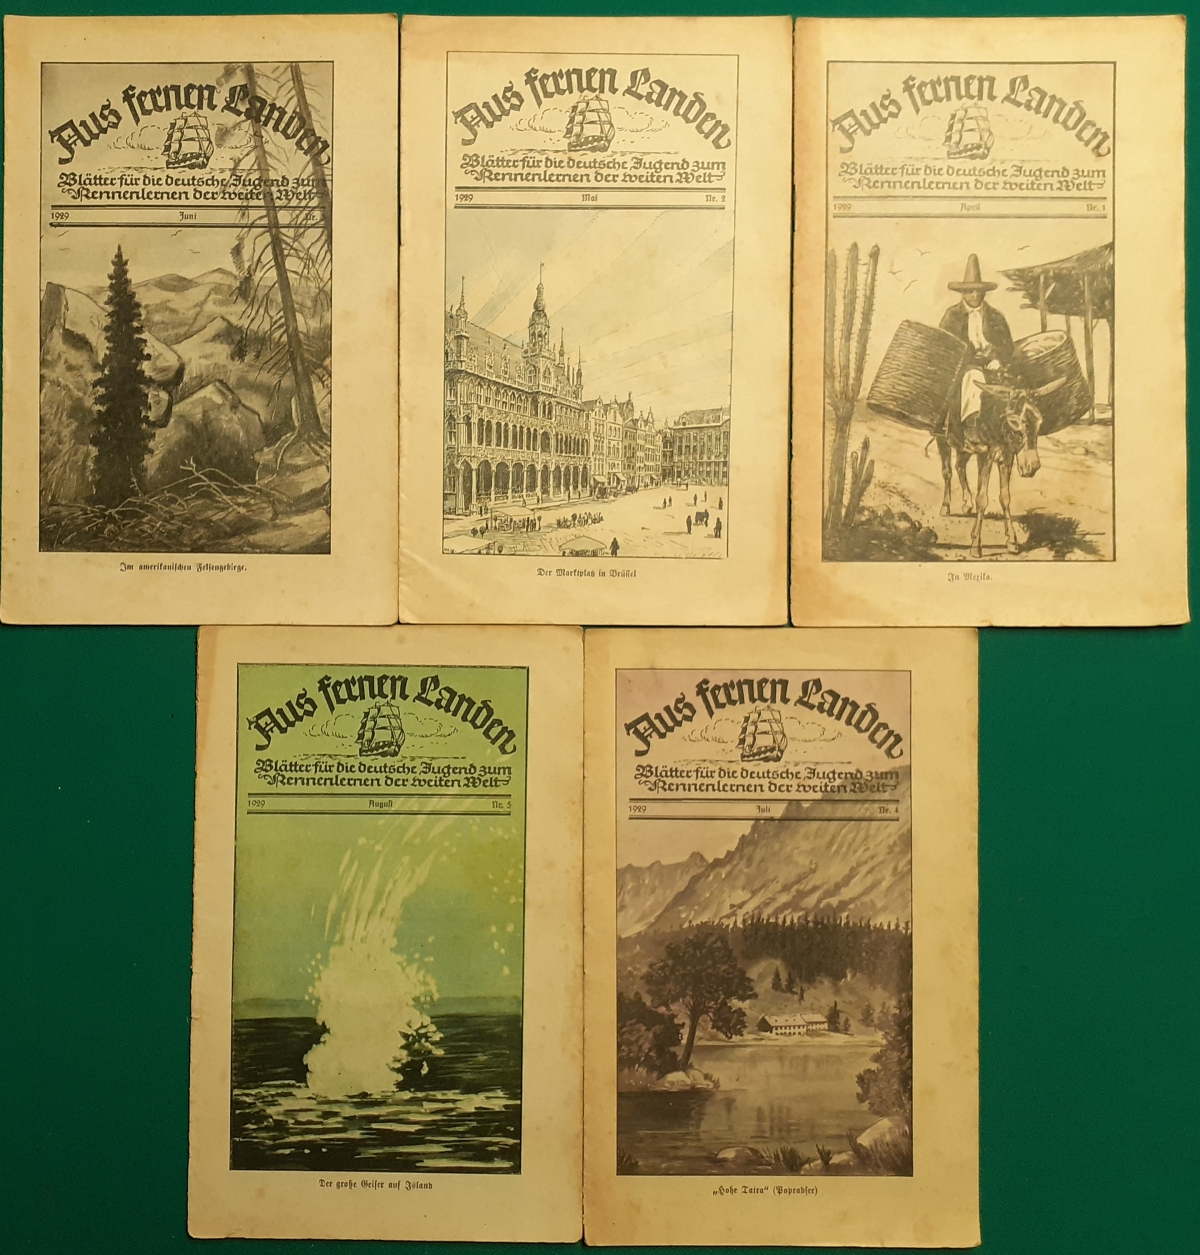 Aus fernen Landen
Blätter für die deutsche Jugend zum
Kennenlernen der weiten Welt
1929 Juni Nr.
Im amerikanischen Felsengebirge.
Aus fernen Landen
Blätter für die deutsche Jugend zum
Kennenlernen der weiten Welt
1929 Mai Nr. 2
Der Marktplatz in Brüssel
Aus fernen Landen
Blätter für die deutsche Jugend zum
Kennenlernen der weiten Welt
1929 April Nr. 1
In Mexiko.
Aus fernen Landen
Blätter für die deutsche Jugend zum
Kennenlernen der weiten Welt
1929 August Nr. 5
Der große Geiser auf Island
Aus fernen Landen
Blätter für die deutsche Jugend zum
Kennenlernen der weiten Welt
1929 Juli Nr. 4
„Hohe Tatra“ (Popradsee)